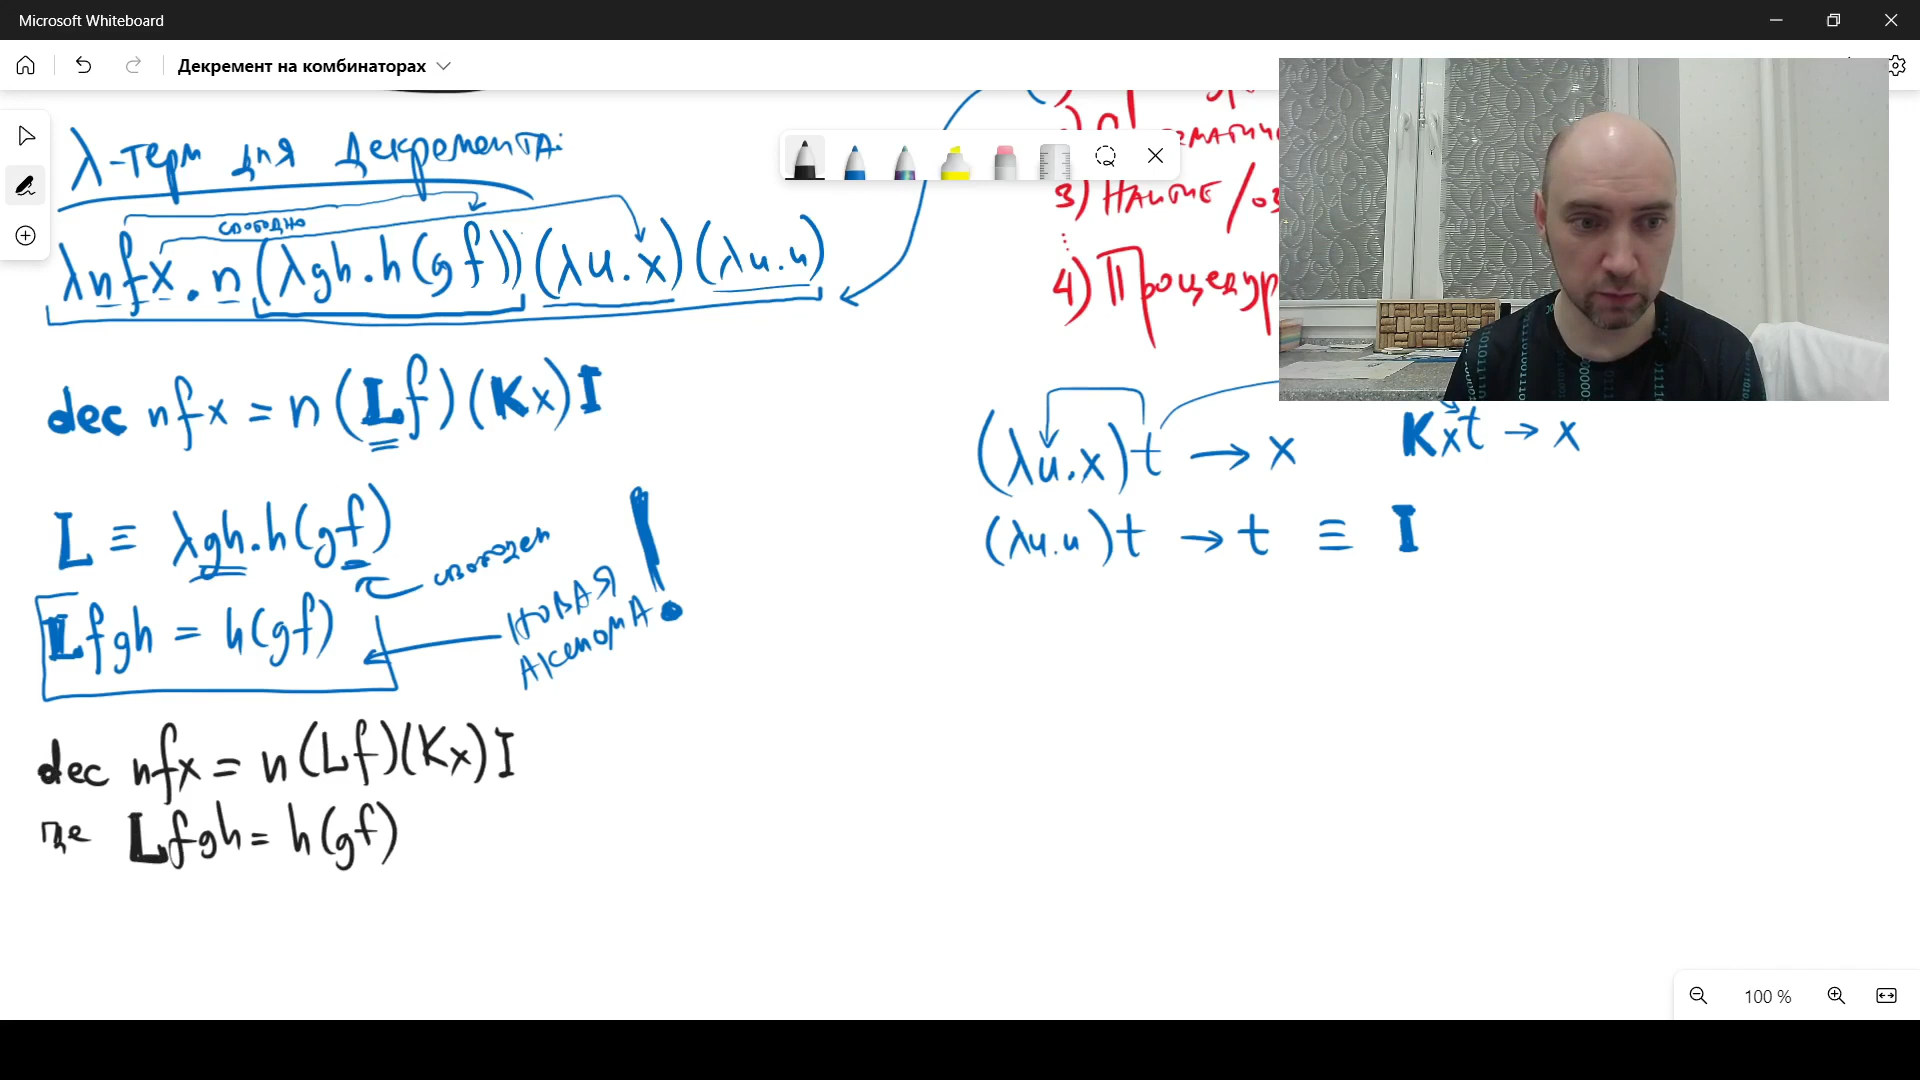 Microsoft Whiteboard
Декремент на комбинаторах
λ-терм для декремента:
свободно
λnfx.n(λgh.h(gf))(λu.x)(λu.u)
dec nfx = n(Lf)(Kx)I
L ≡ λgh.h(gf)
свободен
Lfgh = h(gf)
НОВАЯ
АКСИОМА!
dec nfx = n(Lf)(Kx)I
где Lfgh = h(gf)
3)
4) Процедур
(λu.x)t → x
Kxt → x
(λu.u)t → t ≡ I
100 %